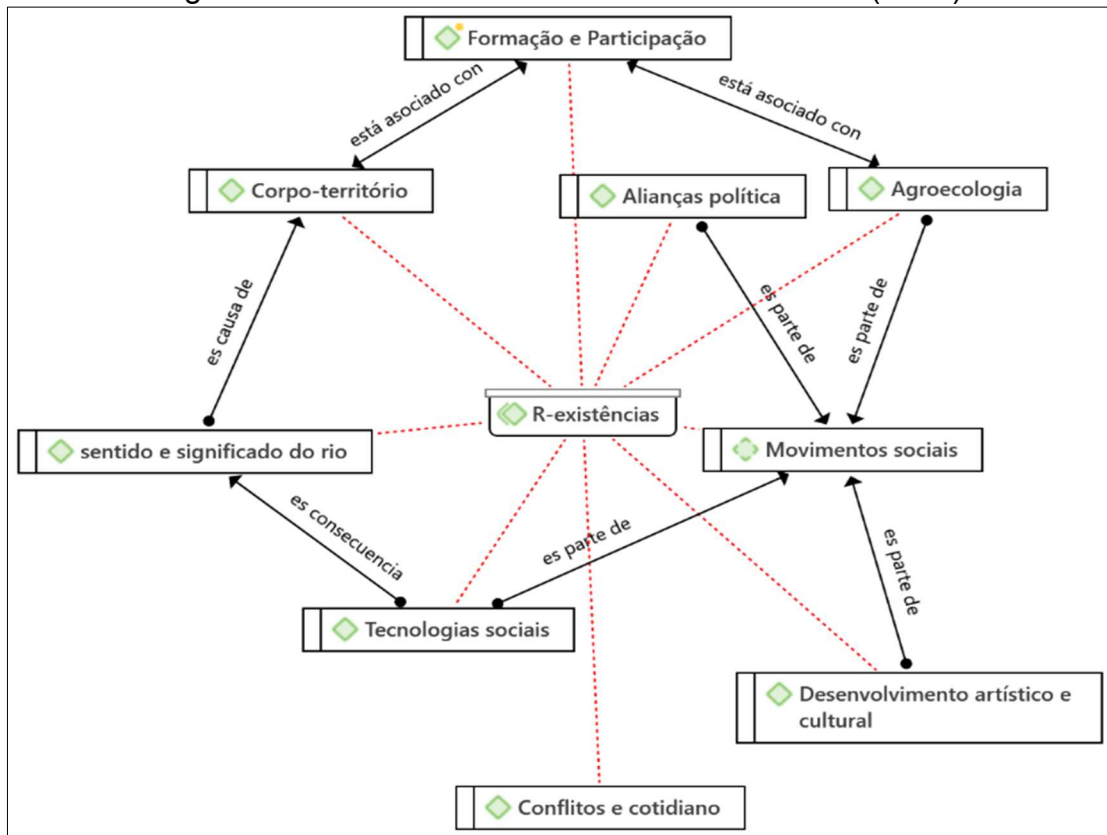 Formação e Participação
está asociado con
está asociado con
Corpo-território
Alianças política
Agroecologia
es causa de
es parte de
es parte de
R-existências
sentido e significado do rio
Movimentos sociais
es consecuencia
es parte de
es parte de
Tecnologias sociais
Desenvolvimento artístico e
cultural
Conflitos e cotidiano